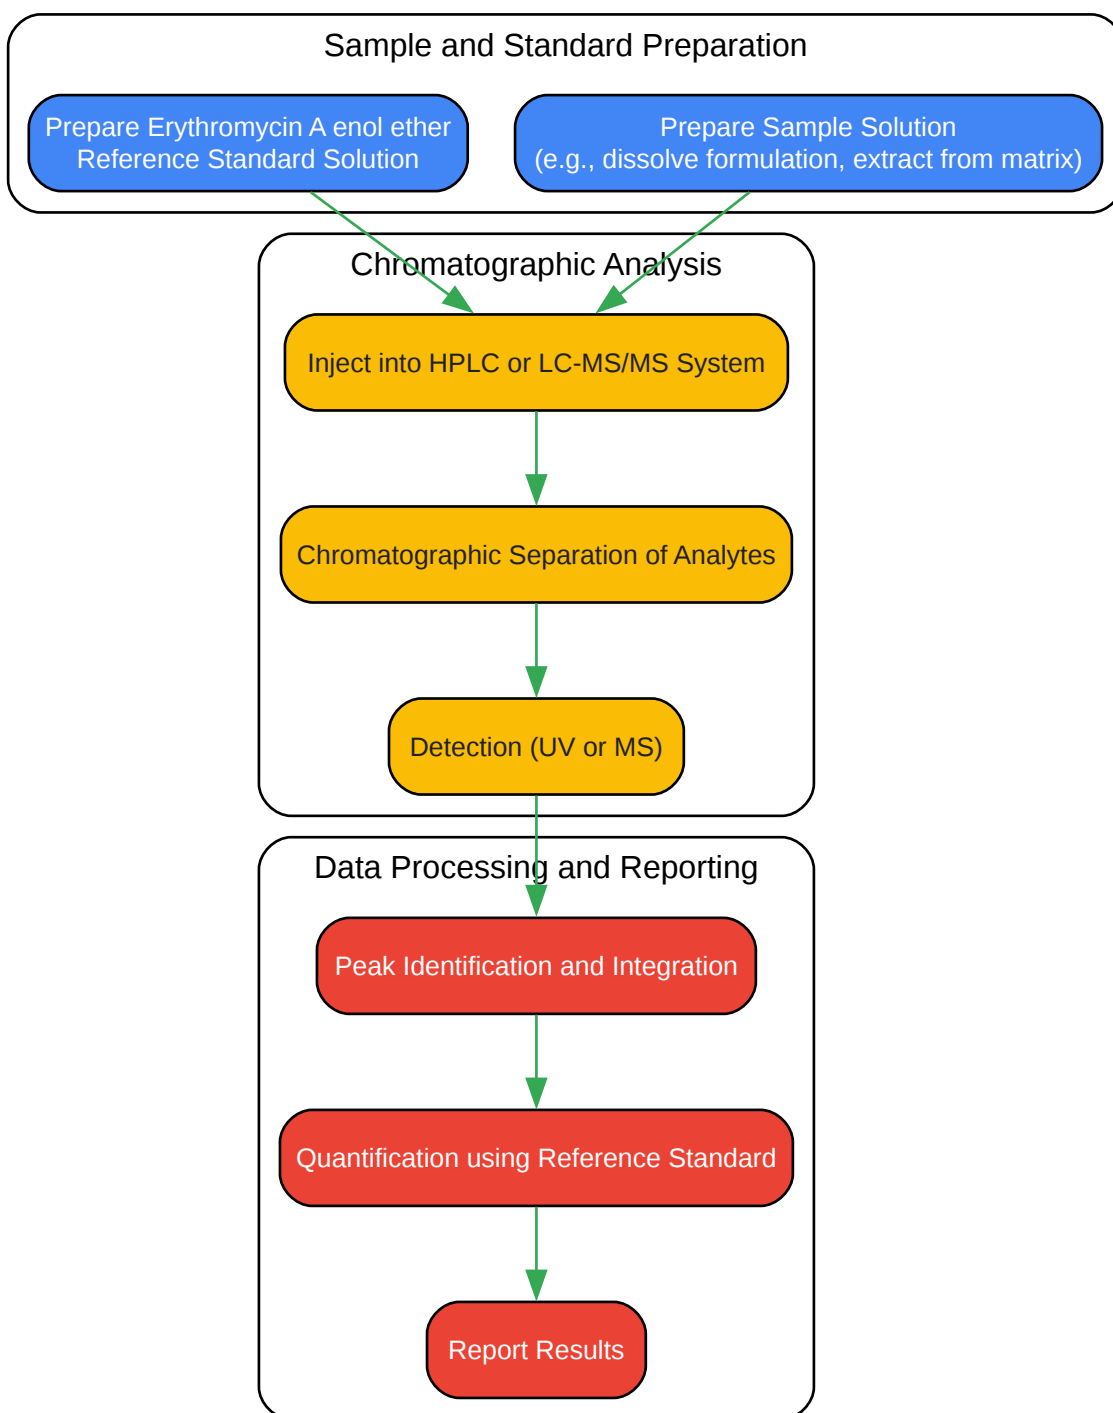 Sample and Standard Preparation
Prepare Erythromycin A enol ether
Reference Standard Solution
Prepare Sample Solution
(e.g., dissolve formulation, extract from matrix)
Chromatographic Analysis
Inject into HPLC or LC-MS/MS System
Chromatographic Separation of Analytes
Detection (UV or MS)
Data Processing and Reporting
Peak Identification and Integration
Quantification using Reference Standard
Report Results